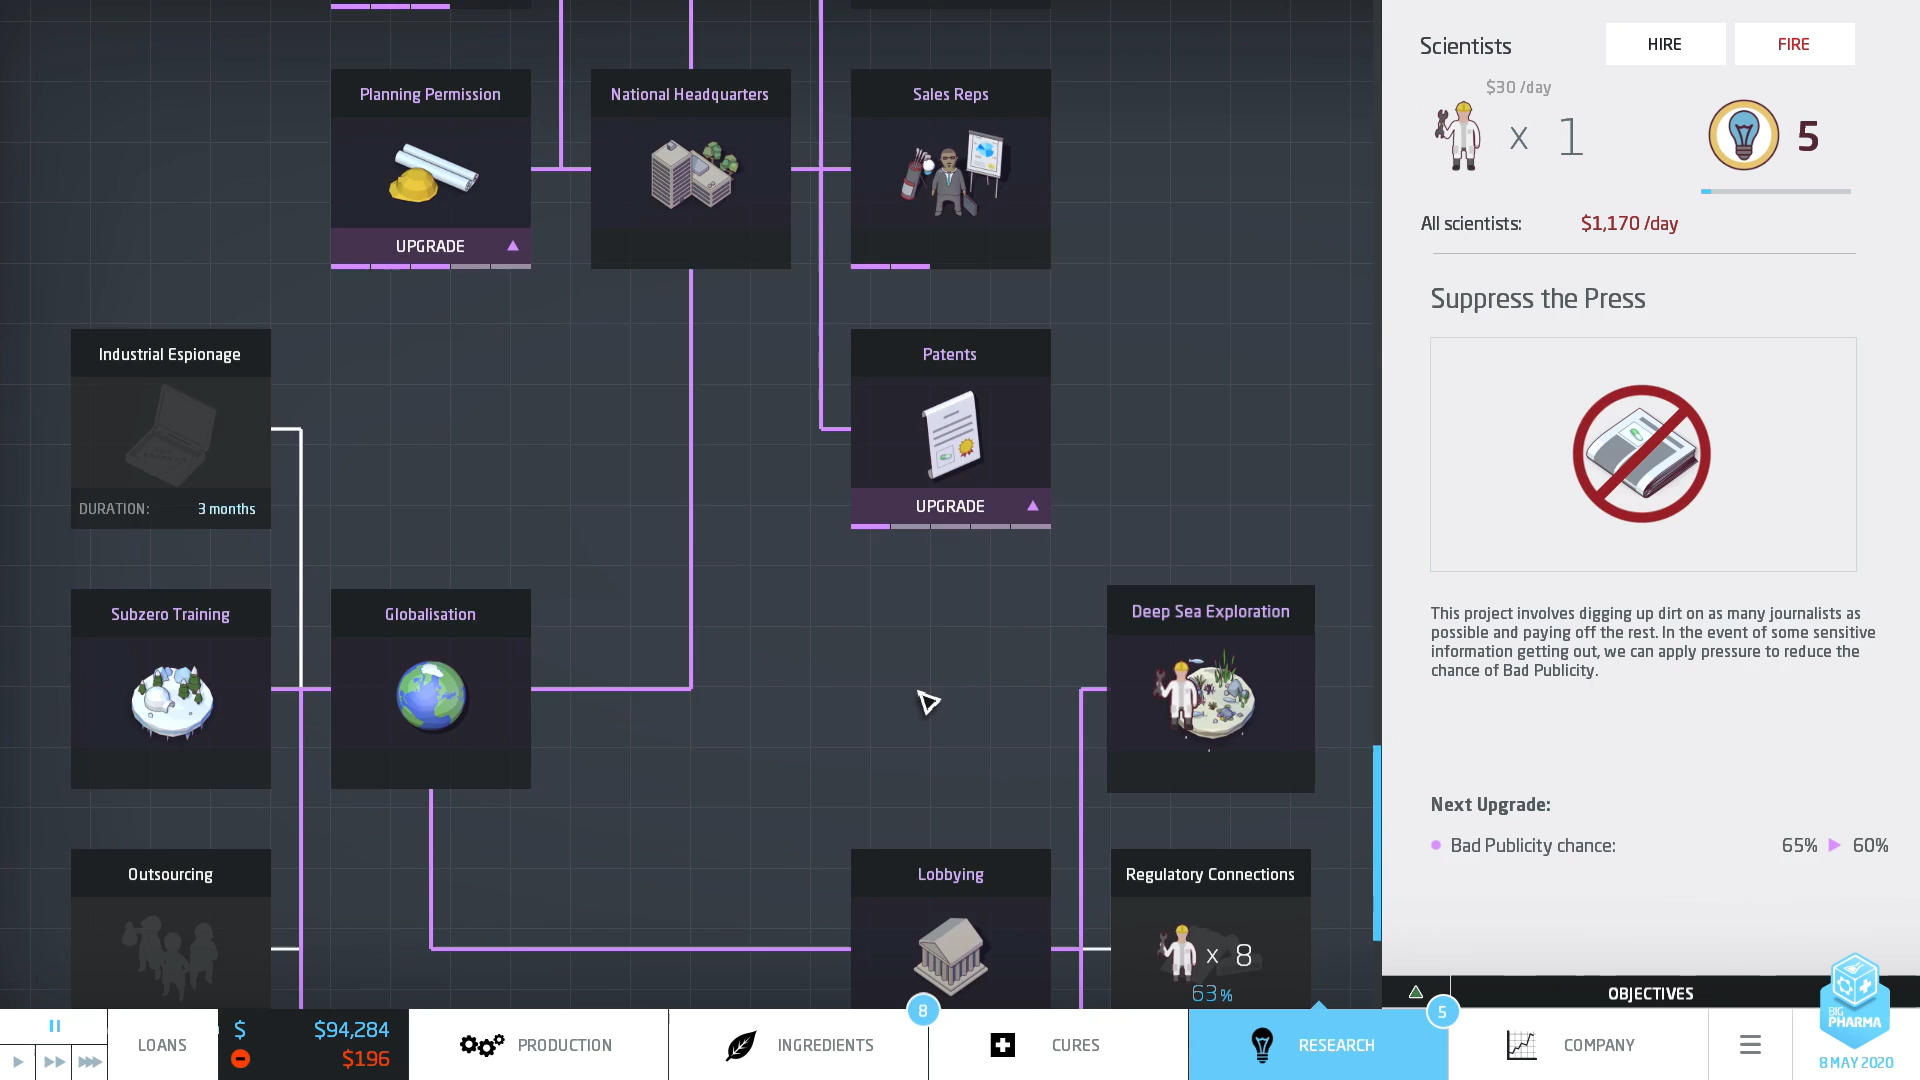 Planning Permission
UPGRADE
National Headquarters
Sales Reps
Industrial Espionage
DURATION: 3 months
Patents
UPGRADE
Subzero Training
Globalisation
Deep Sea Exploration
Outsourcing
Lobbying
Regulatory Connections
x 8
63%
Scientists
HIRE
FIRE
$30 /day
x 1
5
All scientists: $1,170 /day
Suppress the Press
This project involves digging up dirt on as many journalists as
possible and paying off the rest. In the event of some sensitive
information getting out, we can apply pressure to reduce the
chance of Bad Publicity.
Next Upgrade:
Bad Publicity chance: 65% 60%
OBJECTIVES
LOANS
$ $94,284
$196
PRODUCTION
INGREDIENTS
8
CURES
RESEARCH
5
COMPANY
BIG
PHARMA
8 MAY 2020